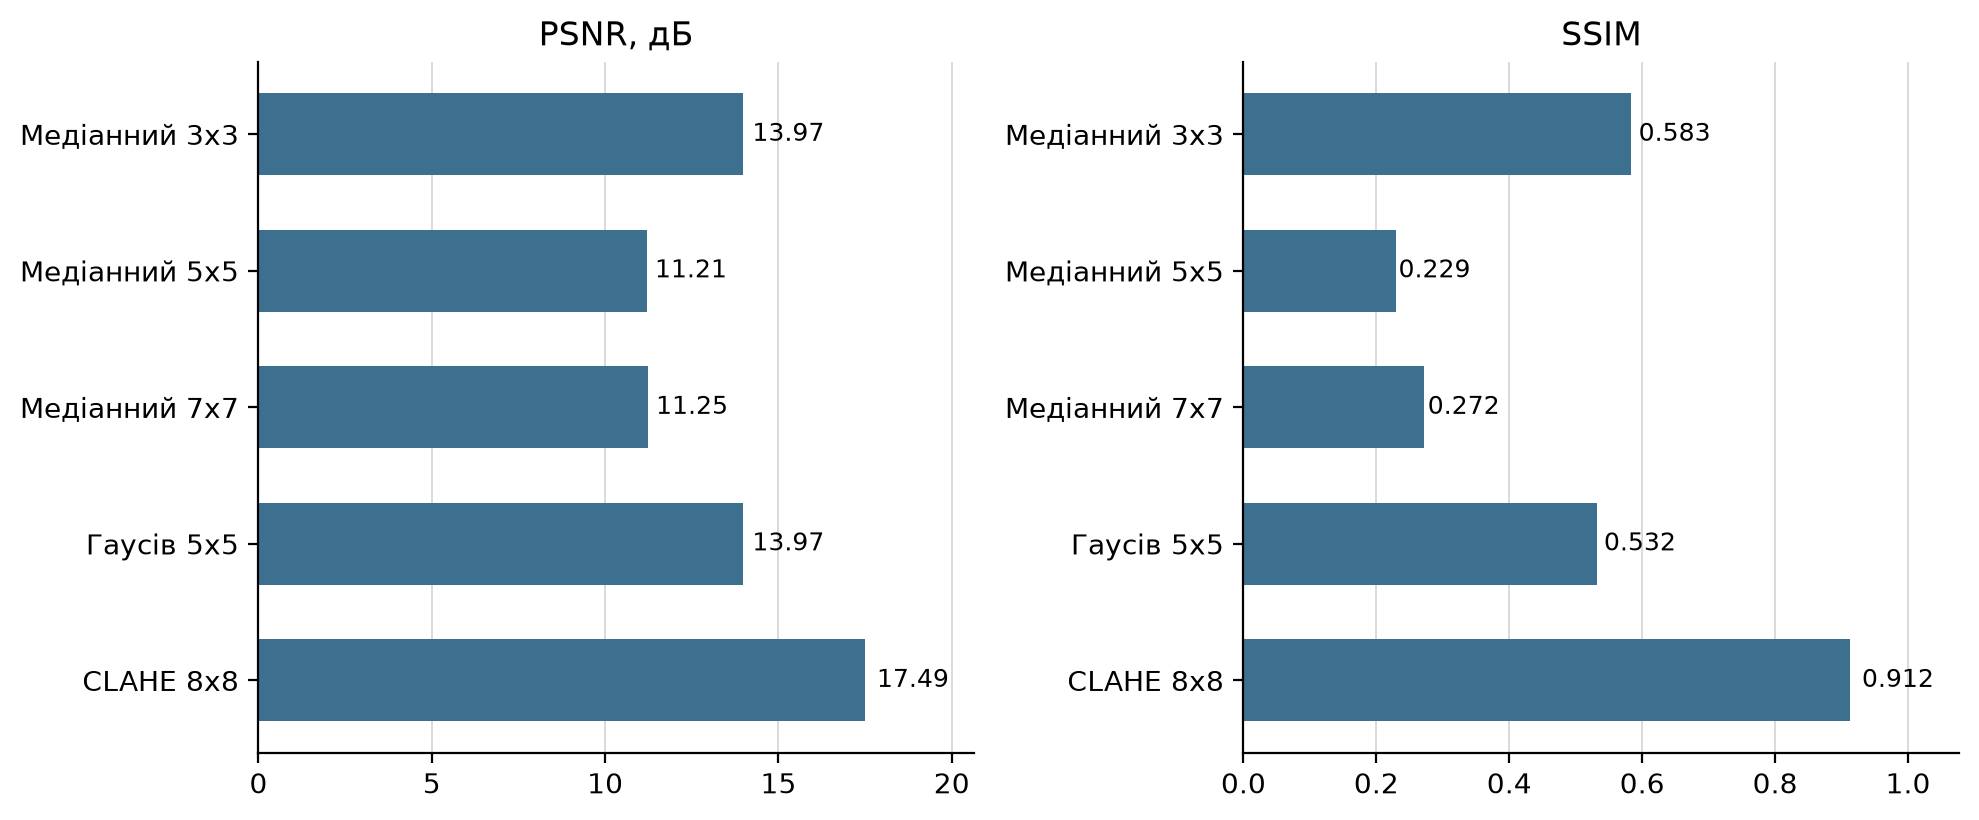 PSNR, дБ
Медіанний 3x3
13.97
Медіанний 5x5
11.21
Медіанний 7x7
11.25
Гаусів 5x5
13.97
CLAHE 8x8
17.49
0 5 10 15 20
SSIM
Медіанний 3x3
0.583
Медіанний 5x5
0.229
Медіанний 7x7
0.272
Гаусів 5x5
0.532
CLAHE 8x8
0.912
0.0 0.2 0.4 0.6 0.8 1.0